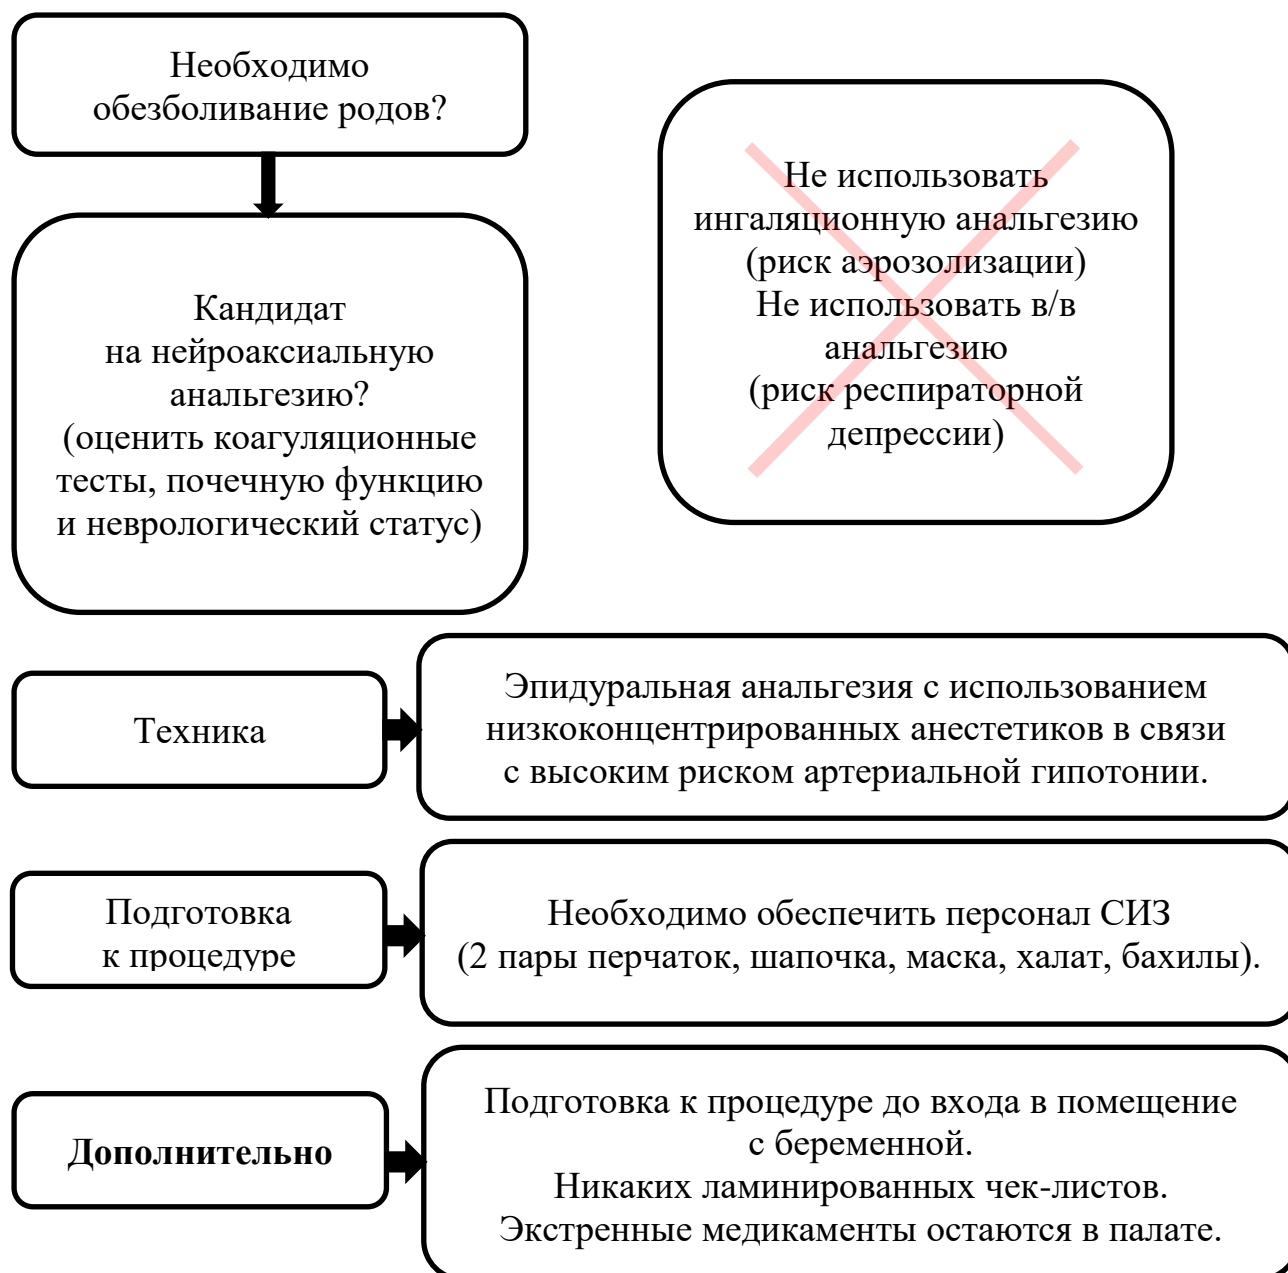 Необходимо
обезболивание родов?
Не использовать
ингаляционную анальгезию
(риск аэрозолизации)
Не использовать в/в
анальгезию
(риск респираторной
депрессии)
Кандидат
на нейроаксиальную
анальгезию?
(оценить коагуляционные
тесты, почечную функцию
и неврологический статус)
Техника
Эпидуральная анальгезия с использованием
низкоконцентрированных анестетиков в связи
с высоким риском артериальной гипотонии.
Подготовка
к процедуре
Необходимо обеспечить персонал СИЗ
(2 пары перчаток, шапочка, маска, халат, бахилы).
Дополнительно
Подготовка к процедуре до входа в помещение
с беременной.
Никаких ламинированных чек-листов.
Экстренные медикаменты остаются в палате.